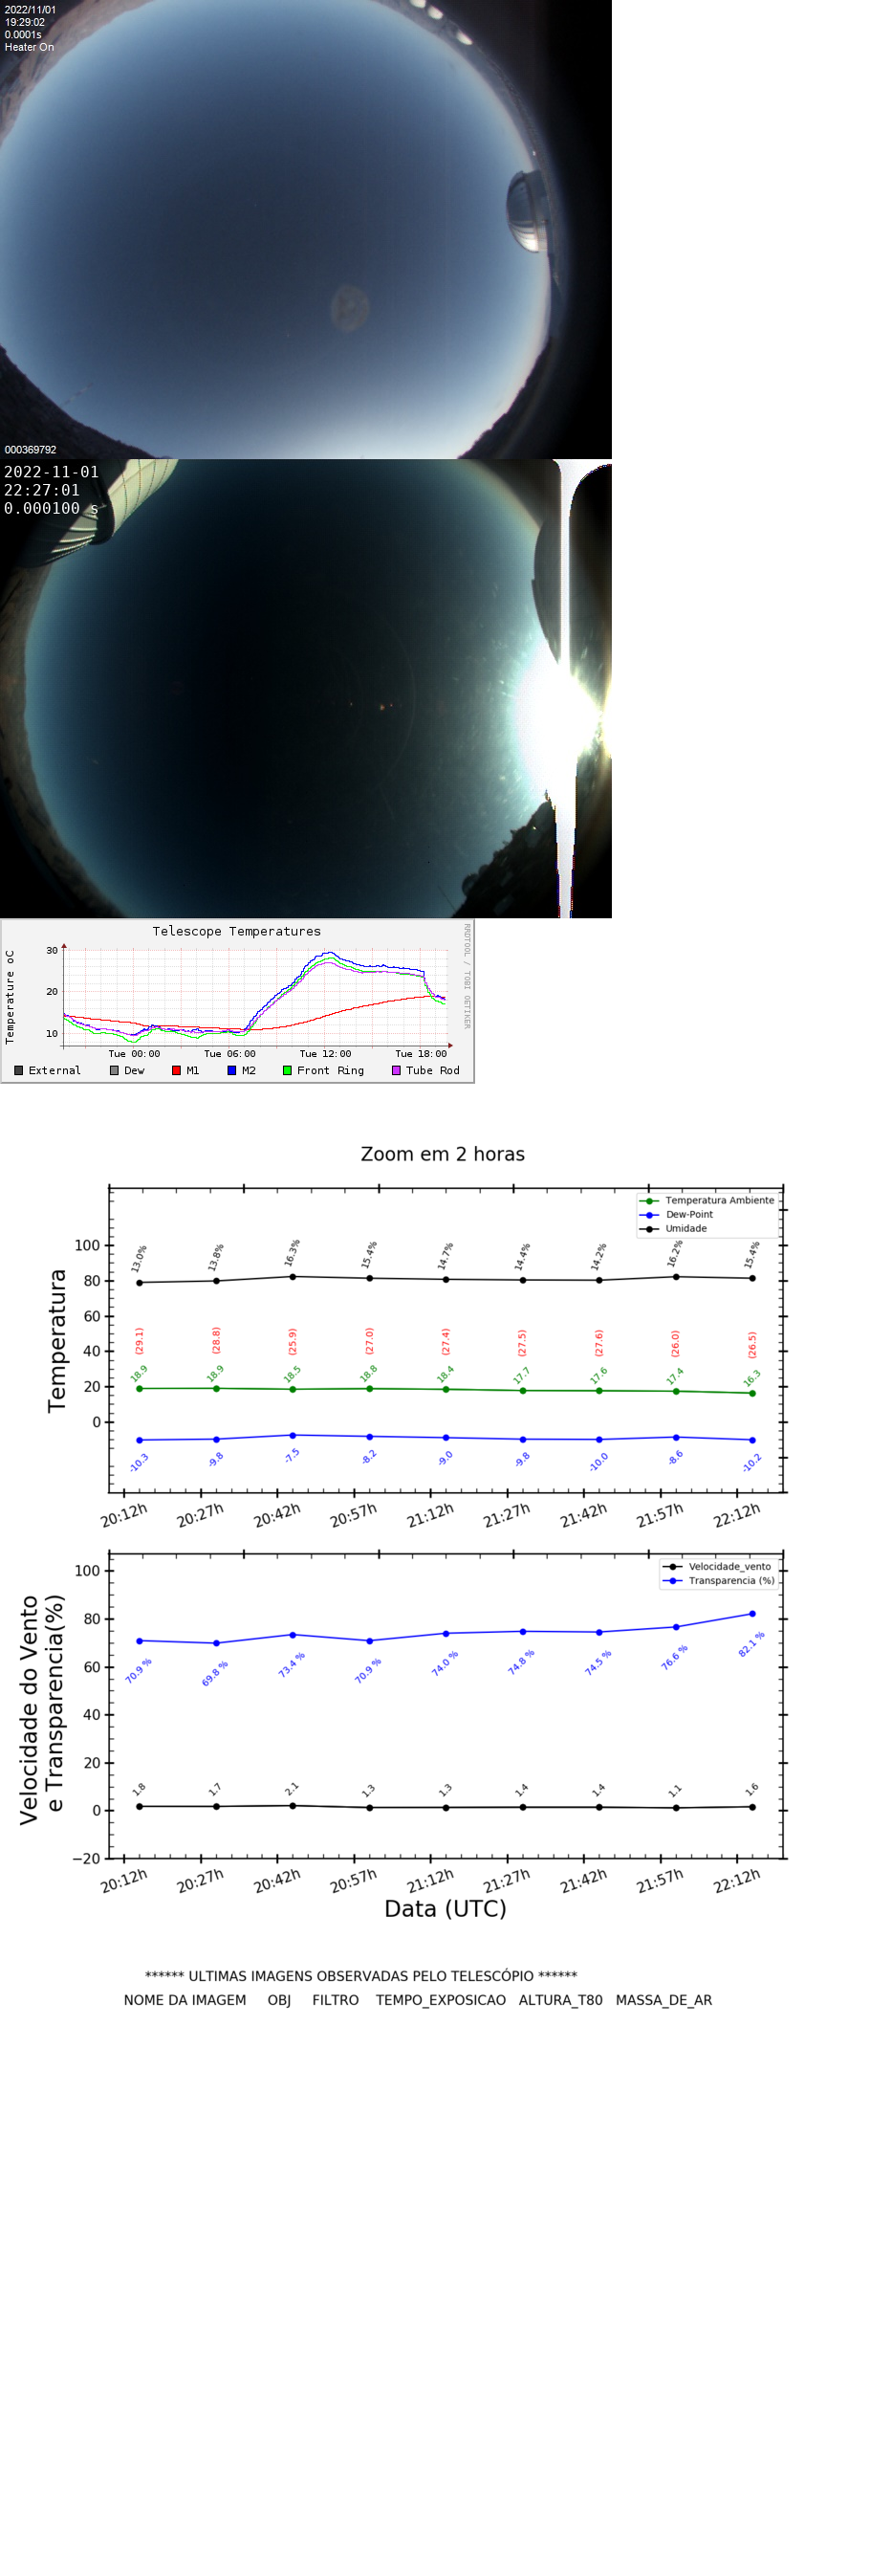 2022/11/01
19:29:02
0.0001s
Heater On
000369792
2022-11-01
22:27:01
0.000100 s
Telescope Temperatures
RRDTOOL / TOBI OETIKER
Temperature oC
30
20
10
Tue 00:00 Tue 06:00 Tue 12:00 Tue 18:00
External Dew M1 M2 Front Ring Tube Rod
Zoom em 2 horas
Temperatura Ambiente
Dew-Point
Umidade
Temperatura
100
80
60
40
20
0
13.0% 13.8% 16.3% 15.4% 14.7% 14.4% 14.2% 16.2% 15.4%
(29.1) (28.8) (25.9) (27.0) (27.4) (27.5) (27.6) (26.0) (26.5)
18.9 18.9 18.5 18.8 18.4 17.7 17.6 17.4 16.3
-10.3 -9.8 -7.5 -8.2 -9.0 -9.8 -10.0 -8.6 -10.2
20:12h 20:27h 20:42h 20:57h 21:12h 21:27h 21:42h 21:57h 22:12h
Velocidade_vento
Transparencia (%)
Velocidade do Vento
e Transparencia(%)
100
80
60
40
20
0
−20
70.9 % 69.8 % 73.4 % 70.9 % 74.0 % 74.8 % 74.5 % 76.6 % 82.1 %
1.8 1.7 2.1 1.3 1.3 1.4 1.4 1.1 1.6
20:12h 20:27h 20:42h 20:57h 21:12h 21:27h 21:42h 21:57h 22:12h
Data (UTC)
****** ULTIMAS IMAGENS OBSERVADAS PELO TELESCÓPIO ******
NOME DA IMAGEM OBJ FILTRO TEMPO_EXPOSICAO ALTURA_T80 MASSA_DE_AR